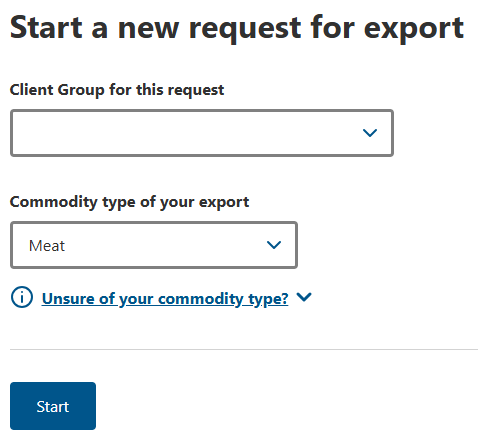 Start a new request for export
Client Group for this request
Commodity type of your export
Meat
Unsure of your commodity type?
Start